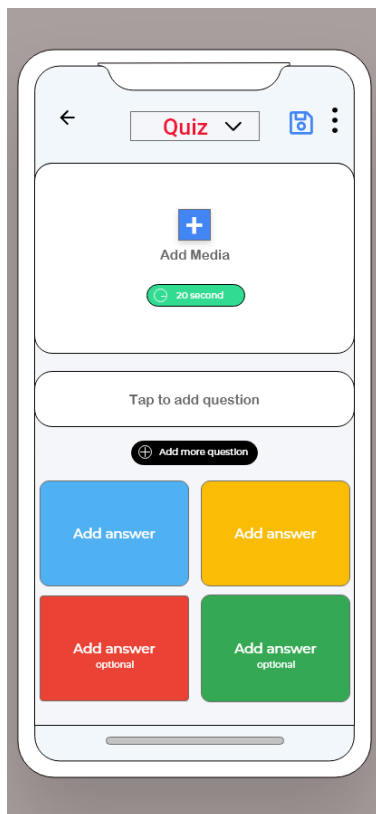 Quiz
Add Media
20 second
Tap to add question
Add more question
Add answer
Add answer
Add answer
optional
Add answer
optional